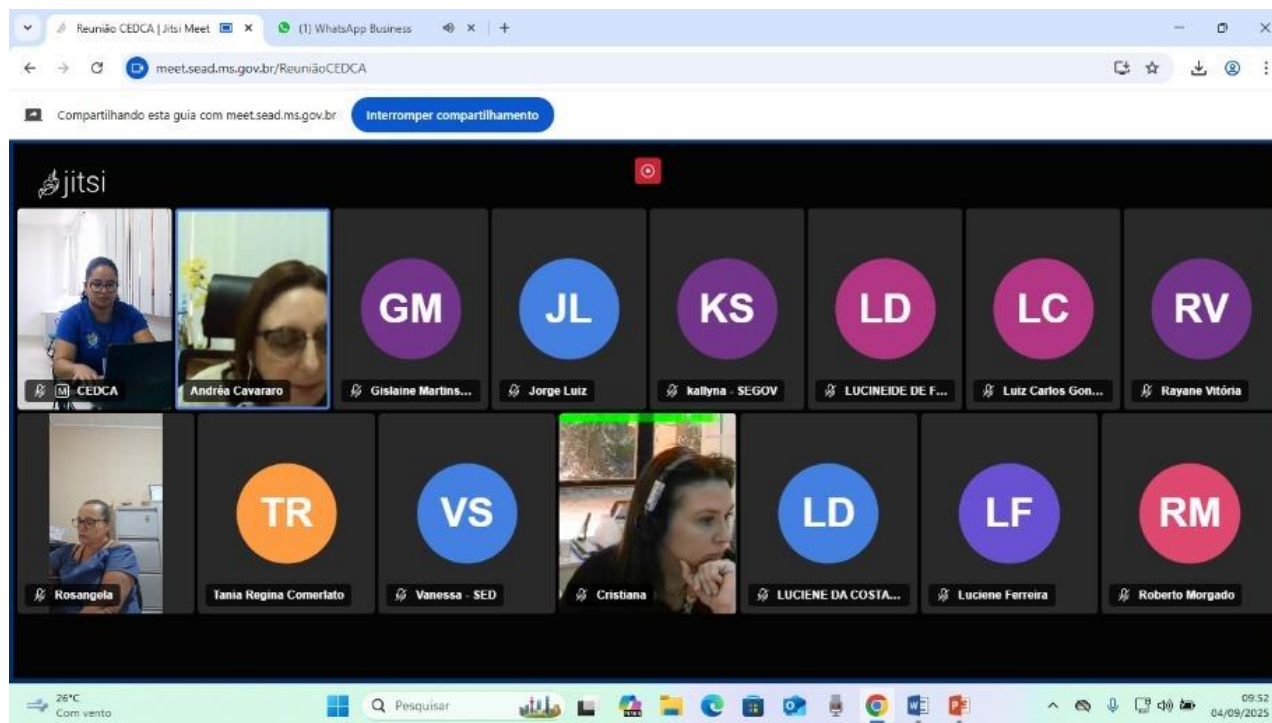 Reunião CEDCA | Jitsi Meet
(1) WhatsApp Business
meet.sead.ms.gov.br/ReuniãoCEDCA
Compartilhando esta guia com meet.sead.ms.gov.br
Interromper compartilhamento
jitsi
GM
JL
KS
LD
LC
RV
M CEDCA
Andréa Cavararo
Gislaine Martins...
Jorge Luiz
kallyna - SEGOV
LUCINEIDE DE F...
Luiz Carlos Gon...
Rayane Vitória
TR
VS
LD
LF
RM
Rosangela
Tania Regina Comerlato
Vanessa - SED
Cristiana
LUCIENE DA COSTA...
Luciene Ferreira
Roberto Morgado
26°C
Com vento
Pesquisar
09:52
04/09/2025